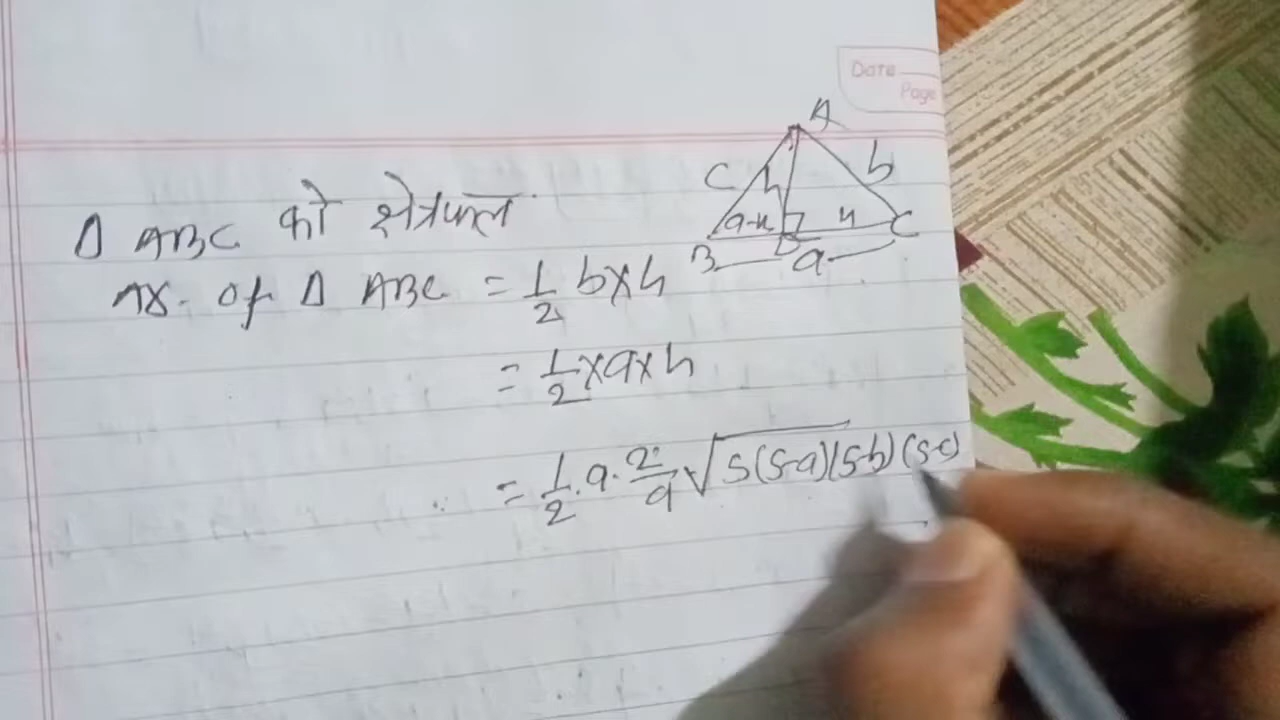 Date
Page
A
C h b
a-x x C
B D a
Δ ABC को क्षेत्रफल
Ar. of Δ ABC = 1/2 b×h
= 1/2 × a × h
= 1/2 . a . 2/a √s(s-a)(s-b)(s-c)